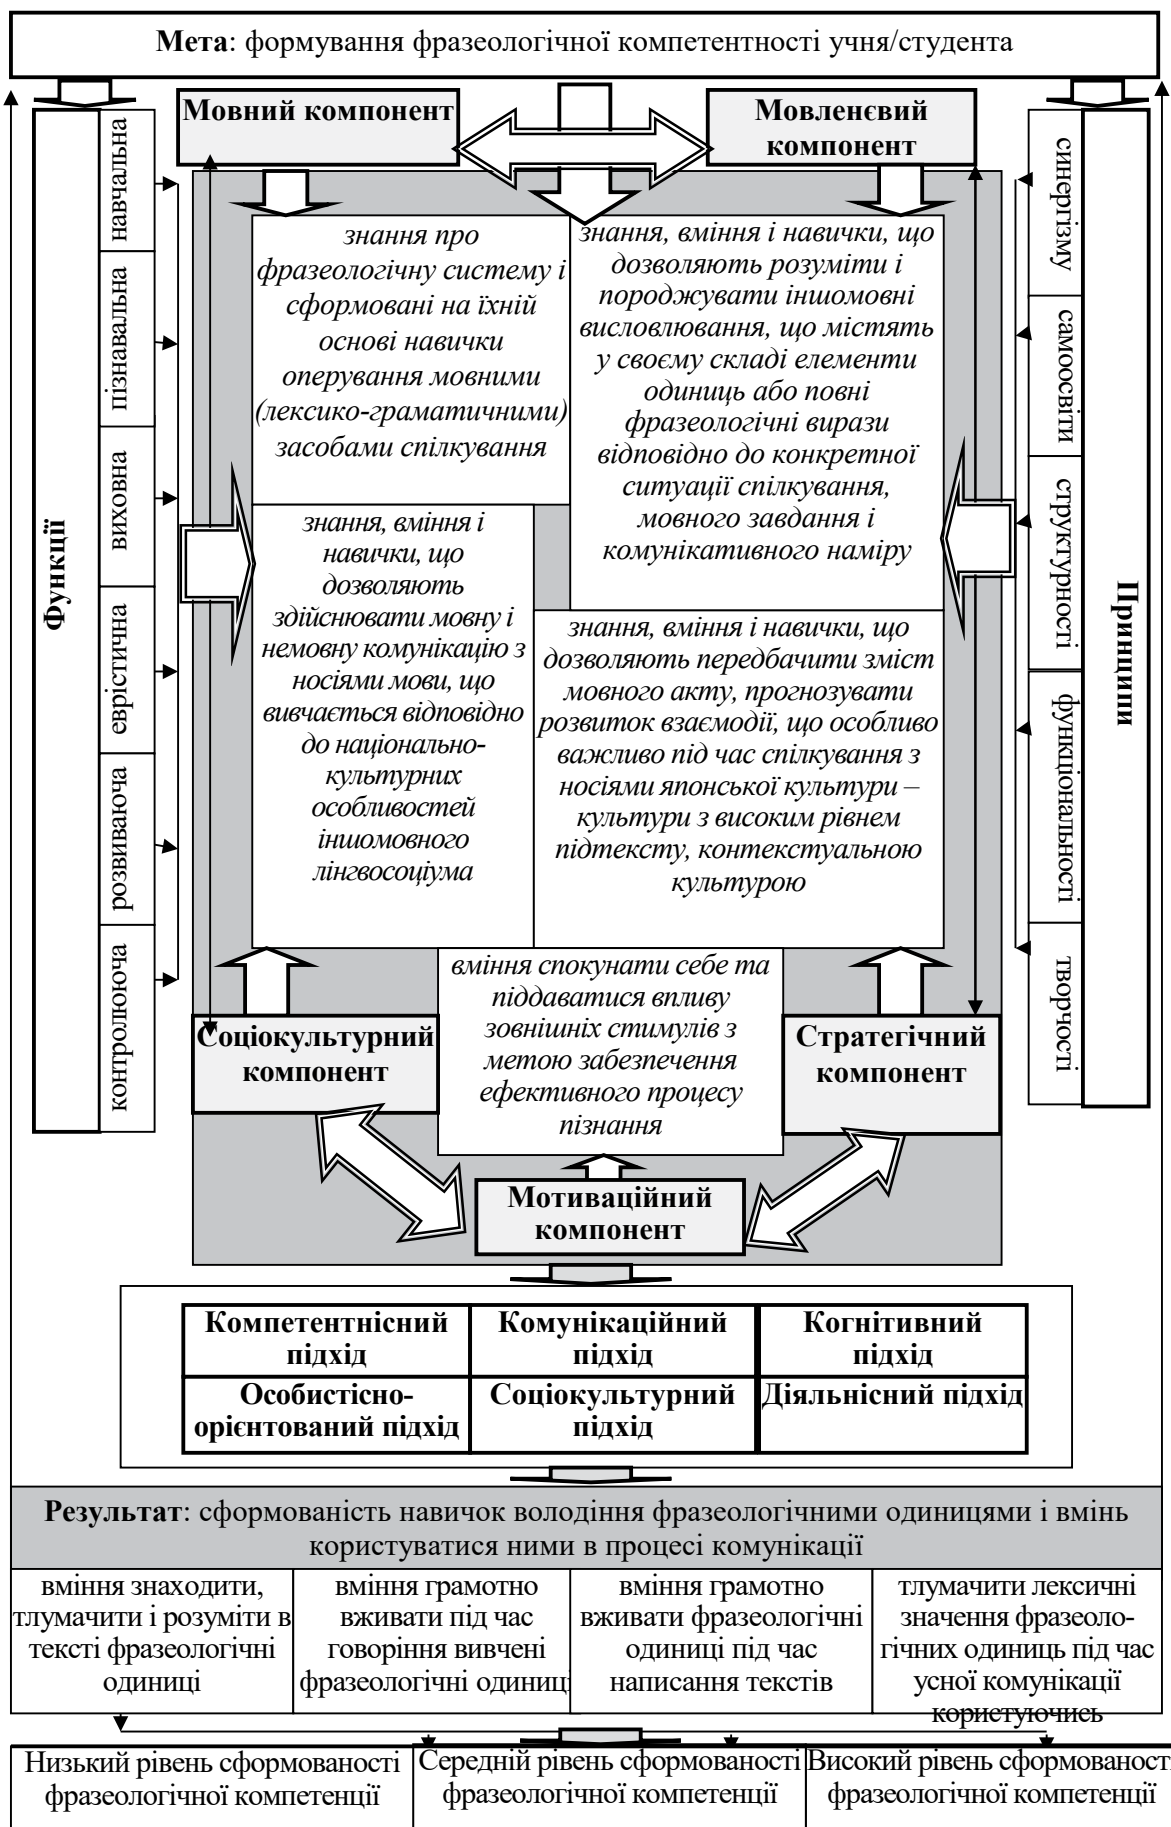 Мета: формування фразеологічної компетентності учня/студента
Мовний компонент
Мовленєвий
компонент
Функції
навчальна
пізнавальна
виховна
еврістична
розвиваюча
контролююча
знання про
фразеологічну систему і
сформовані на їхній
основі навички
оперування мовними
(лексико-граматичними)
засобами спілкування
знання, вміння і навички, що
дозволяють розуміти і
породжувати іншомовні
висловлювання, що містять
у своєму складі елементи
одиниць або повні
фразеологічні вирази
відповідно до конкретної
ситуації спілкування,
мовного завдання і
комунікативного наміру
знання, вміння і
навички, що
дозволяють
здійснювати мовну і
немовну комунікацію з
носіями мови, що
вивчається відповідно
до національно-
культурних
особливостей
іншомовного
лінгвосоціума
знання, вміння і навички, що
дозволяють передбачити зміст
мовного акту, прогнозувати
розвиток взаємодії, що особливо
важливо під час спілкування з
носіями японської культури –
культури з високим рівнем
підтексту, контекстуальною
культурою
Принципи
синергізму
самоосвіти
структурності
функціональності
творчості
Соціокультурний
компонент
вміння спокунати себе та
піддаватися впливу
зовнішніх стимулів з
метою забезпечення
ефективного процесу
пізнання
Стратегічний
компонент
Мотиваційний
компонент
Компетентнісний
підхід
Комунікаційний
підхід
Когнітивний
підхід
Особистісно-
орієнтований підхід
Соціокультурний
підхід
Діяльнісний підхід
Результат: сформованість навичок володіння фразеологічними одиницями і вмінь
користуватися ними в процесі комунікації
вміння знаходити,
тлумачити і розуміти в
тексті фразеологічні
одиниці
вміння грамотно
вживати під час
говоріння вивчені
фразеологічні одиниці
вміння грамотно
вживати фразеологічні
одиниці під час
написання текстів
тлумачити лексичні
значення фразеоло-
гічних одиниць під час
усної комунікації
користуючись
Низький рівень сформованості
фразеологічної компетенції
Середній рівень сформованості
фразеологічної компетенції
Високий рівень сформованості
фразеологічної компетенції